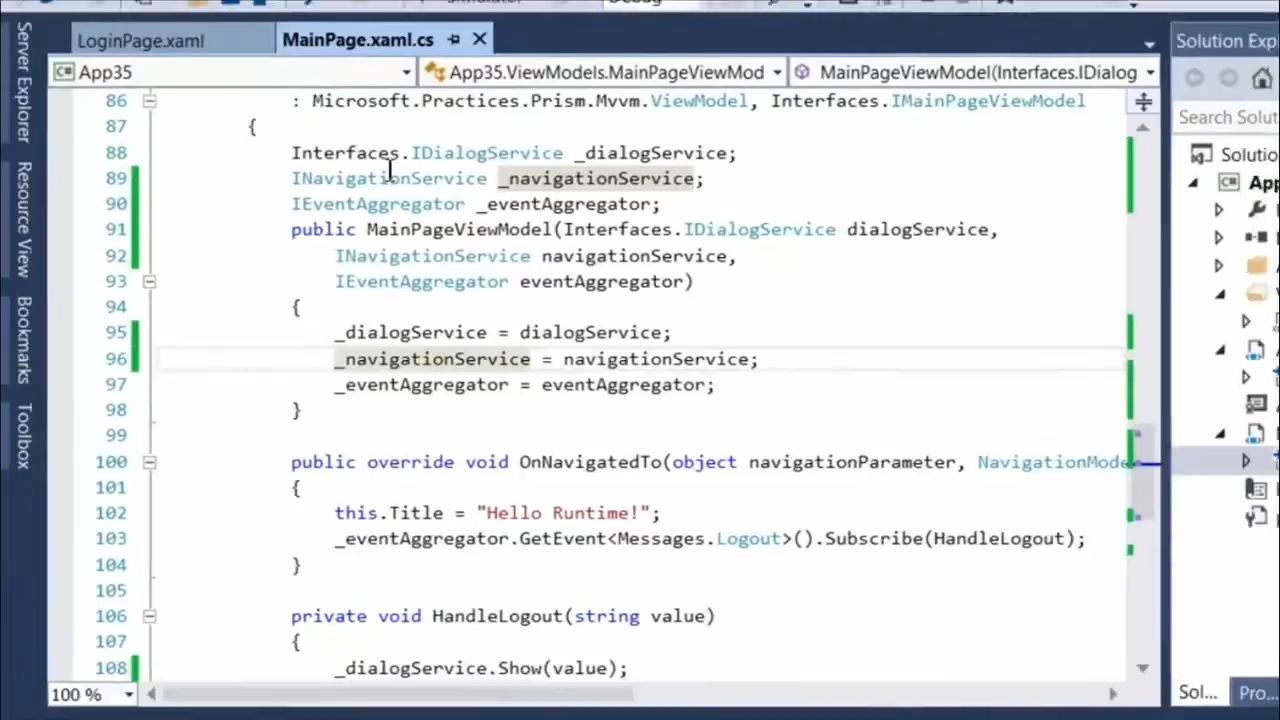 LoginPage.xaml
MainPage.xaml.cs
Solution Exp
App35
App35.ViewModels.MainPageViewMod
MainPageViewModel(Interfaces.IDialog
Server Explorer
Resource View
Bookmarks
Toolbox
86 : Microsoft.Practices.Prism.Mvvm.ViewModel, Interfaces.IMainPageViewModel
87 {
88 Interfaces.IDialogService _dialogService;
89 INavigationService _navigationService;
90 IEventAggregator _eventAggregator;
91 public MainPageViewModel(Interfaces.IDialogService dialogService,
92 INavigationService navigationService,
93 IEventAggregator eventAggregator)
94 {
95 _dialogService = dialogService;
96 _navigationService = navigationService;
97 _eventAggregator = eventAggregator;
98 }
99
100 public override void OnNavigatedTo(object navigationParameter, NavigationMode
101 {
102 this.Title = "Hello Runtime!";
103 _eventAggregator.GetEvent<Messages.Logout>().Subscribe(HandleLogout);
104 }
105
106 private void HandleLogout(string value)
107 {
108 _dialogService.Show(value);
100 %
Search Solut
Solutio
App
Sol...
Pro...